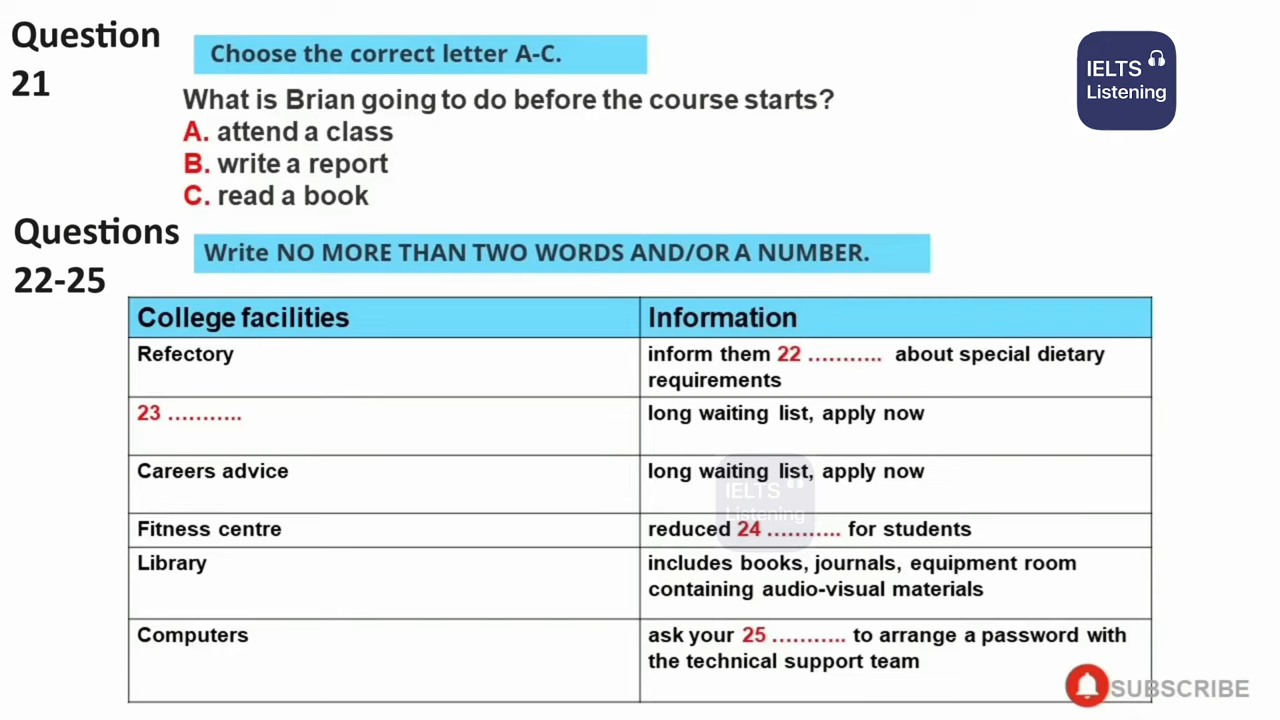 Question
21
Choose the correct letter A-C.
IELTS
Listening
What is Brian going to do before the course starts?
A. attend a class
B. write a report
C. read a book
Questions
22-25
Write NO MORE THAN TWO WORDS AND/OR A NUMBER.
College facilities
Information
Refectory
inform them 22 ……….. about special dietary
requirements
23 ………..
long waiting list, apply now
Careers advice
long waiting list, apply now
IELTS
Listening
Fitness centre
reduced 24 ……….. for students
Library
includes books, journals, equipment room
containing audio-visual materials
Computers
ask your 25 ……….. to arrange a password with
the technical support team
SUBSCRIBE